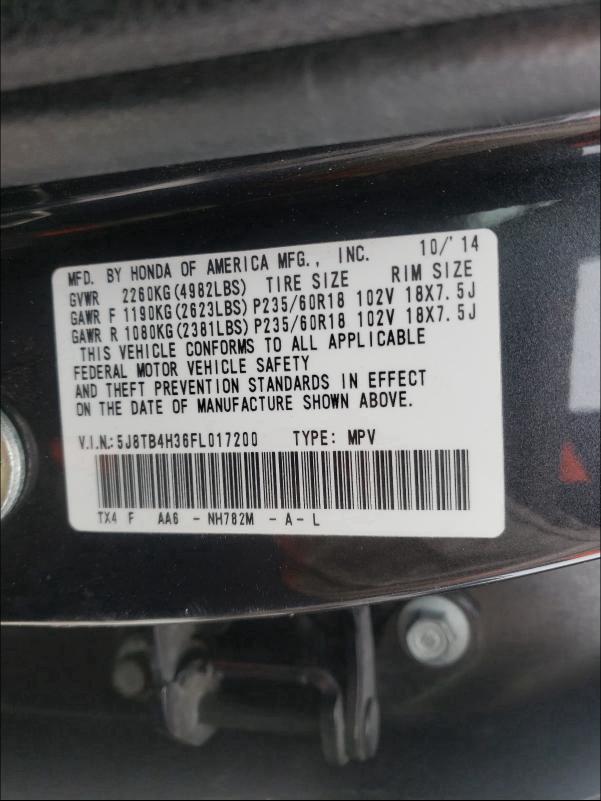 MFD. BY HONDA OF AMERICA MFG., INC. 10/'14
GVWR 2260KG(4982LBS) TIRE SIZE RIM SIZE
GAWR F 1190KG(2623LBS) P235/60R18 102V 18X7.5J
GAWR R 1080KG(2381LBS) P235/60R18 102V 18X7.5J
THIS VEHICLE CONFORMS TO ALL APPLICABLE
FEDERAL MOTOR VEHICLE SAFETY
AND THEFT PREVENTION STANDARDS IN EFFECT
ON THE DATE OF MANUFACTURE SHOWN ABOVE.
V.I.N.: 5J8TB4H36FL017200 TYPE: MPV
TX4 F AA6 - NH782M - A - L